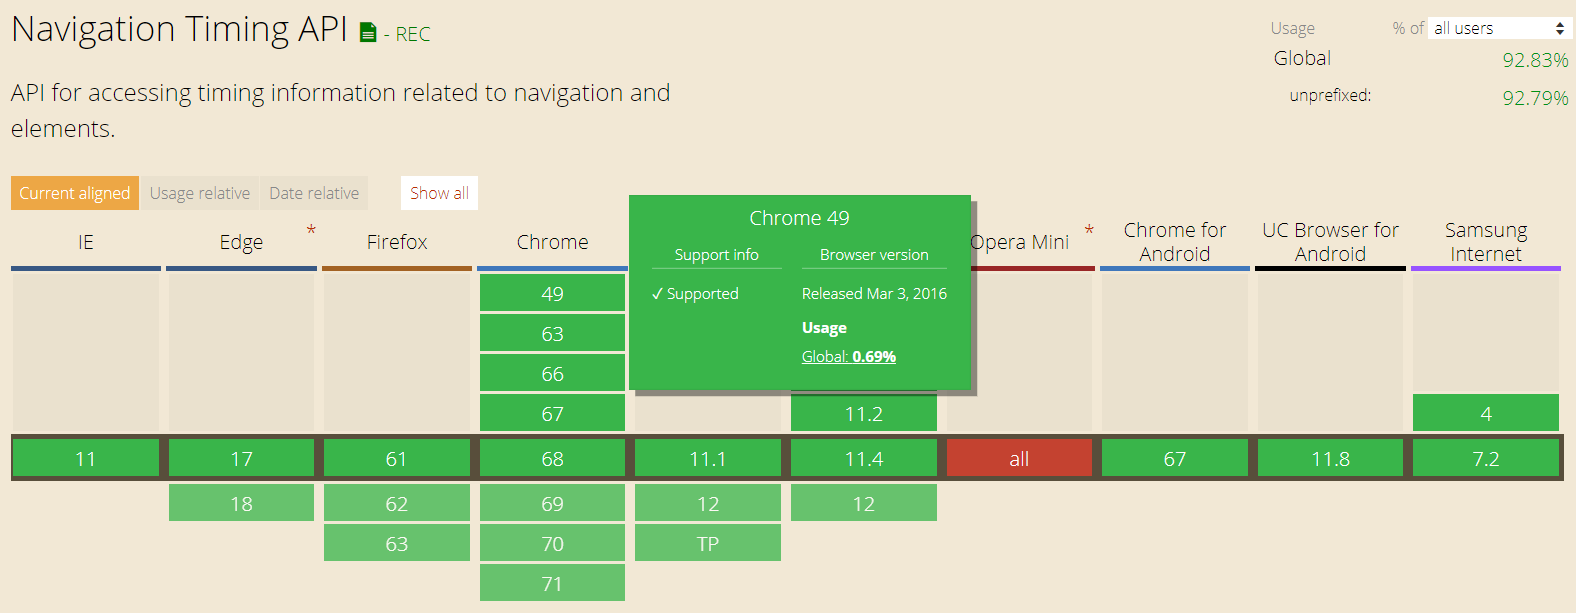 Navigation Timing API - REC
Usage % of all users
Global 92.83%
unprefixed: 92.79%
API for accessing timing information related to navigation and
elements.
Current aligned Usage relative Date relative Show all
IE Edge * Firefox Chrome Opera Mini * Chrome for Android UC Browser for Android Samsung Internet
Chrome 49
Support info Browser version
✓ Supported Released Mar 3, 2016
Usage
Global: 0.69%
49
63
66
67 11.2 4
11 17 61 68 11.1 11.4 all 67 11.8 7.2
18 62 69 12 12
63 70 TP
71